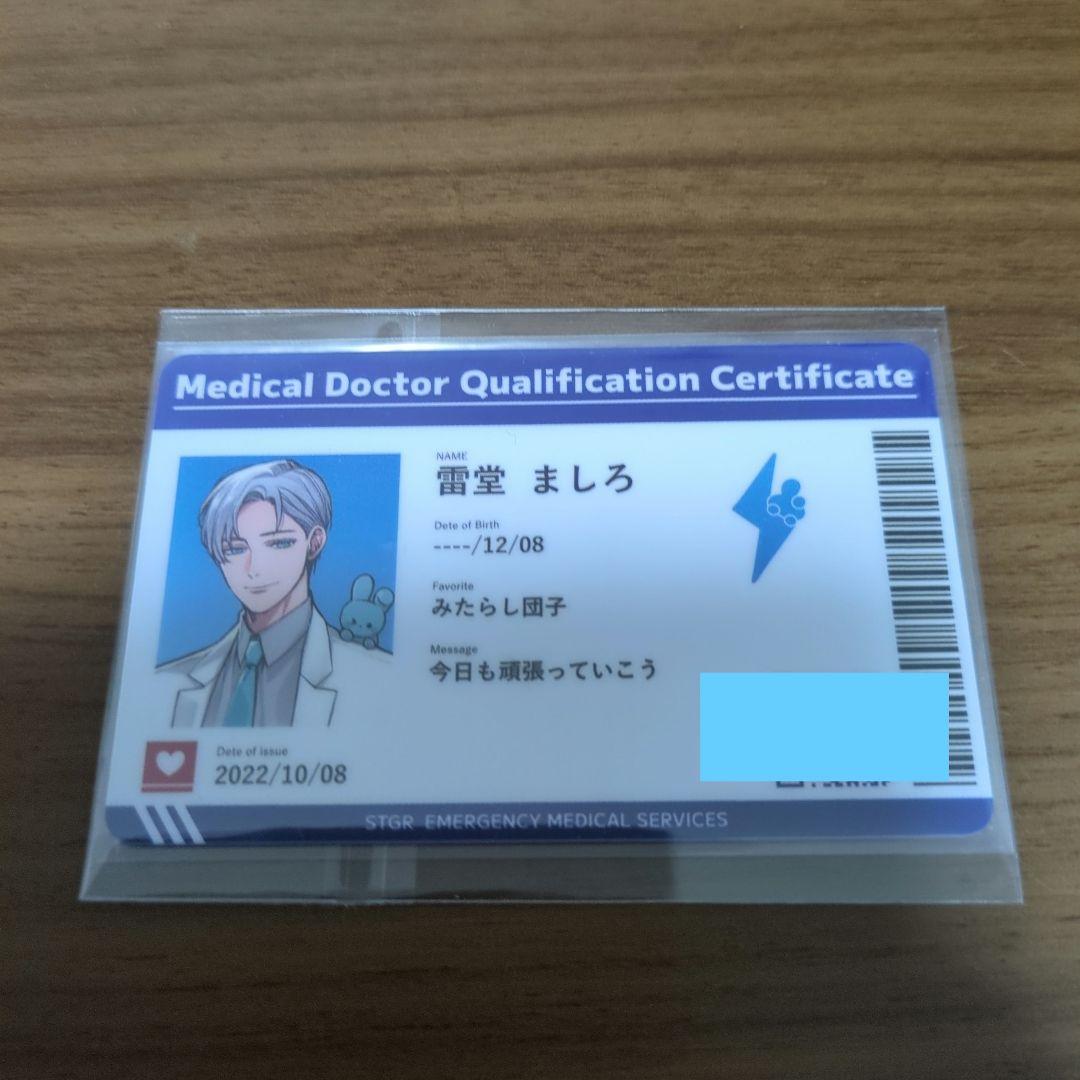 Medical Doctor Qualification Certificate
NAME
雷堂 ましろ
Dete of Birth
----/12/08
Favorite
みたらし団子
Message
今日も頑張っていこう
Dete of issue
2022/10/08
STGR EMERGENCY MEDICAL SERVICES